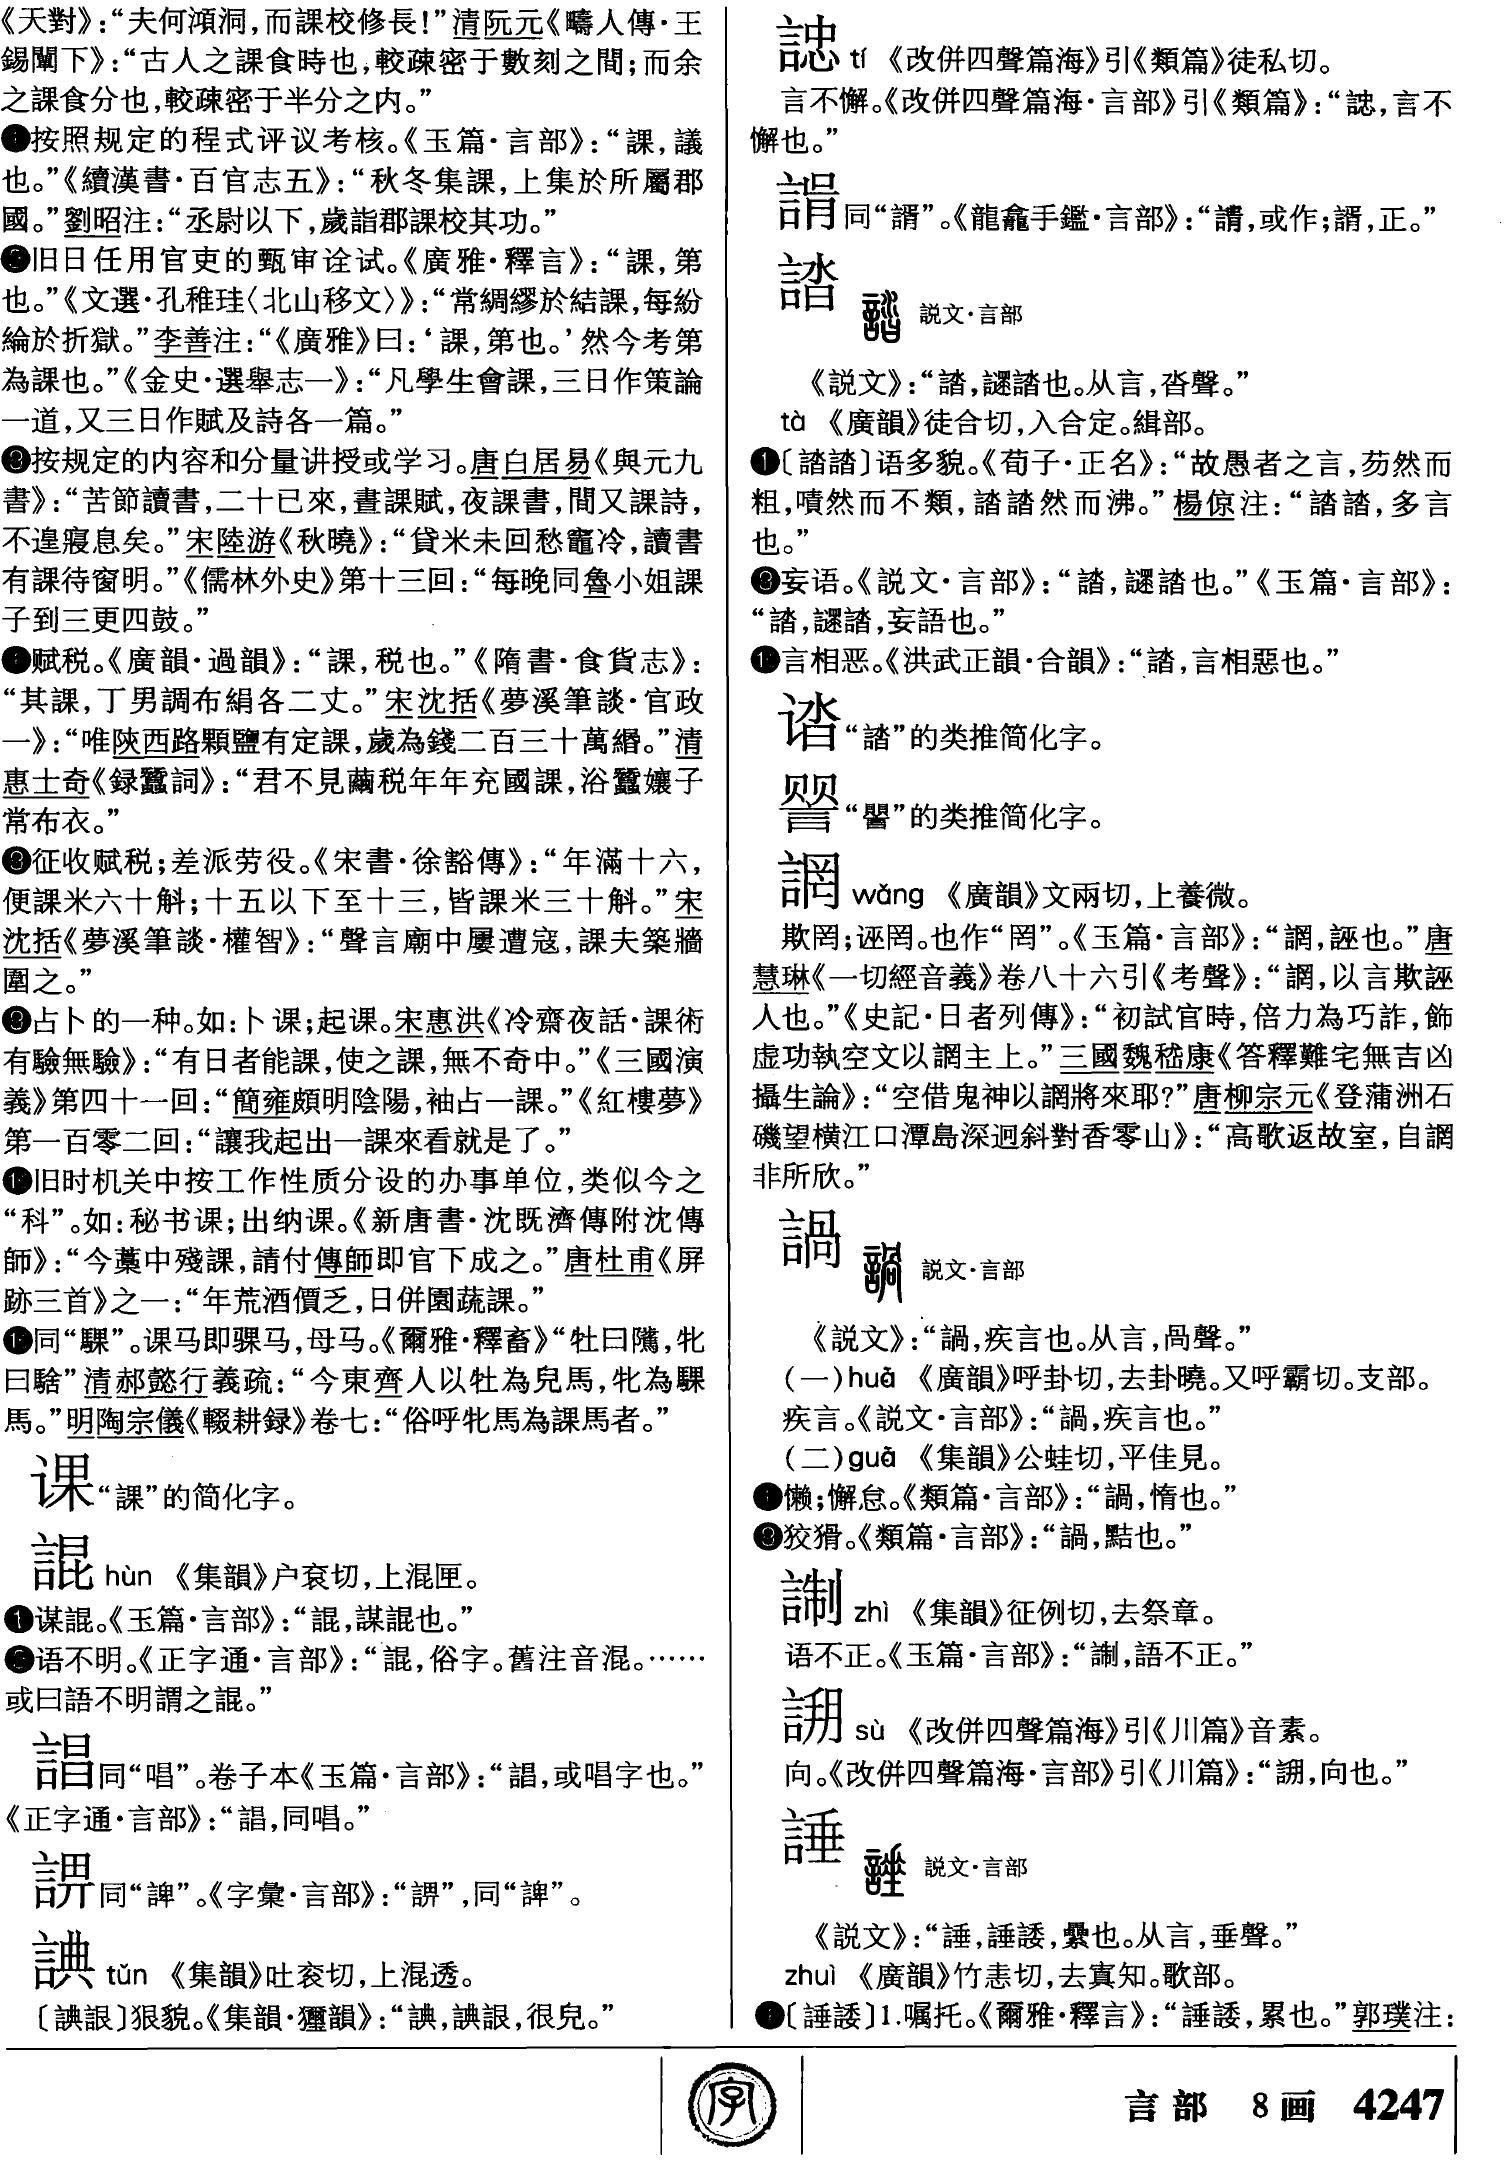 《天對》：“夫何澒洞，而課校修長！”清阮元《疇人傳·王
錫闡下》：“古人之課食時也，較疎密于數刻之間；而余
之課食分也，較疎密于半分之内。”
按照规定的程式评议考核。《玉篇·言部》：“課，議
也。”《續漢書·百官志五》：“秋冬集課，上集於所屬郡
國。”劉昭注：“丞尉以下，歲詣郡課校其功。”
旧日任用官吏的甄审诠试。《廣雅·釋言》：“課，第
也。”《文選·孔稚珪〈北山移文〉》：“常綢繆於結課，每紛
綸於折獄。”李善注：“《廣雅》曰：‘課，第也。’然今考第
為課也。”《金史·選舉志一》：“凡學生會課，三日作策論
一道，又三日作賦及詩各一篇。”
按规定的内容和分量讲授或学习。唐白居易《與元九
書》：“苦節讀書，二十已來，晝課賦，夜課書，間又課詩，
不遑寢息矣。”宋陸游《秋曉》：“貸米未回愁竈冷，讀書
有課待窗明。”《儒林外史》第十三回：“每晚同魯小姐課
子到三更四鼓。”
赋税。《廣韻·過韻》：“課，税也。”《隋書·食貨志》：
“其課，丁男調布絹各二丈。”宋沈括《夢溪筆談·官政
一》：“唯陝西路顆鹽有定課，歲為錢二百三十萬緡。”清
惠士奇《録蠶詞》：“君不見繭税年年充國課，浴蠶孃子
常布衣。”
征收赋税；差派劳役。《宋書·徐豁傳》：“年滿十六，
便課米六十斛；十五以下至十三，皆課米三十斛。”宋
沈括《夢溪筆談·權智》：“聲言廟中屢遭寇，課夫築牆
圍之。”
占卜的一种。如：卜课；起课。宋惠洪《冷齋夜話·課術
有驗無驗》：“有日者能課，使之課，無不奇中。”《三國演
義》第四十一回：“簡雍頗明陰陽，袖占一課。”《紅樓夢》
第一百零二回：“讓我起出一課來看就是了。”
旧时机关中按工作性质分设的办事单位，类似今之
“科”。如：秘书课；出纳课。《新唐書·沈既濟傳附沈傳
師》：“今藁中殘課，請付傳師即官下成之。”唐杜甫《屏
跡三首》之一：“年荒酒價乏，日併園蔬課。”
同“騍”。课马即骒马，母马。《爾雅·釋畜》“牡曰騭，牝
曰騇”清郝懿行義疏：“今東齊人以牡為兒馬，牝為騍
馬。”明陶宗儀《輟耕録》卷七：“俗呼牝馬為課馬者。”
课“課”的简化字。
諢 hùn 《集韻》户衮切，上混匣。
❶谋䛰。《玉篇·言部》：“䛰，謀䛰也。”
❷语不明。《正字通·言部》：“䛰，俗字。舊注音混。……
或曰語不明謂之䛰。”
誯同“唱”。卷子本《玉篇·言部》：“誯，或唱字也。”
《正字通·言部》：“誯，同唱。”
同“諀”。《字彙·言部》：“”，同“諀”。
䛯 tǔn 《集韻》吐衮切，上混透。
〔䛯詪〕狠貌。《集韻·㺕韻》：“䛯，䛯詪，很皃。”
tí 《改併四聲篇海》引《類篇》徒私切。
言不懈。《改併四聲篇海·言部》引《類篇》：“，言不
懈也。”
同“諝”。《龍龕手鑑·言部》：“，或作；諝，正。”
誻 説文·言部
《説文》：“誻，䜚誻也。从言，沓聲。”
tà 《廣韻》徒合切，入合定。緝部。
❶〔誻誻〕语多貌。《荀子·正名》：“故愚者之言，芴然而
粗，嘖然而不類，誻誻然而沸。”楊倞注：“誻誻，多言
也。”
❷妄语。《説文·言部》：“誻，䜚誻也。”《玉篇·言部》：
“誻，䜚誻，妄語也。”
言相恶。《洪武正韻·合韻》：“誻，言相惡也。”
“誻”的类推简化字。
“譻”的类推简化字。
誷 wǎng 《廣韻》文兩切，上養微。
欺罔；诬罔。也作“罔”。《玉篇·言部》：“誷，誣也。”唐
慧琳《一切經音義》卷八十六引《考聲》：“誷，以言欺誣
人也。”《史記·日者列傳》：“初試官時，倍力為巧詐，飾
虚功執空文以誷主上。”三國魏嵇康《答釋難宅無吉凶
攝生論》：“空借鬼神以誷將來耶？”唐柳宗元《登蒲洲石
磯望横江口潭島深迥斜對香零山》：“高歌返故室，自誷
非所欣。”
諣 説文·言部
《説文》：“諣，疾言也。从言，咼聲。”
（一）huà 《廣韻》呼卦切，去卦曉。又呼霸切。支部。
疾言。《説文·言部》：“諣，疾言也。”
（二）guā 《集韻》公蛙切，平佳見。
❶懒；懈怠。《類篇·言部》：“諣，惰也。”
❷狡猾。《類篇·言部》：“諣，黠也。”
zhì 《集韻》征例切，去祭章。
语不正。《玉篇·言部》：“，語不正。”
sù 《改併四聲篇海》引《川篇》音素。
向。《改併四聲篇海·言部》引《川篇》：“，向也。”
諈 説文·言部
《説文》：“諈，諈諉，纍也。从言，垂聲。”
zhuì 《廣韻》竹恚切，去寘知。歌部。
❶〔諈諉〕1.嘱托。《爾雅·釋言》：“諈諉，累也。”郭璞注：
字
言部 8画 4247